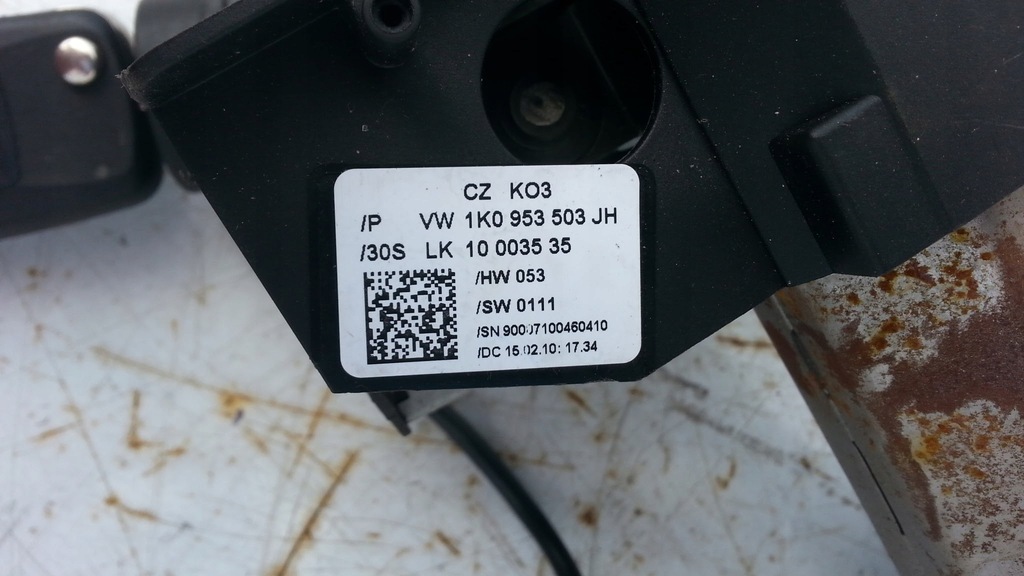 CZ KO3
/P VW 1K0 953 503 JH
/30S LK 10 0035 35
/HW 053
/SW 0111
/SN 90007100460410
/DC 15.02.10: 17.34